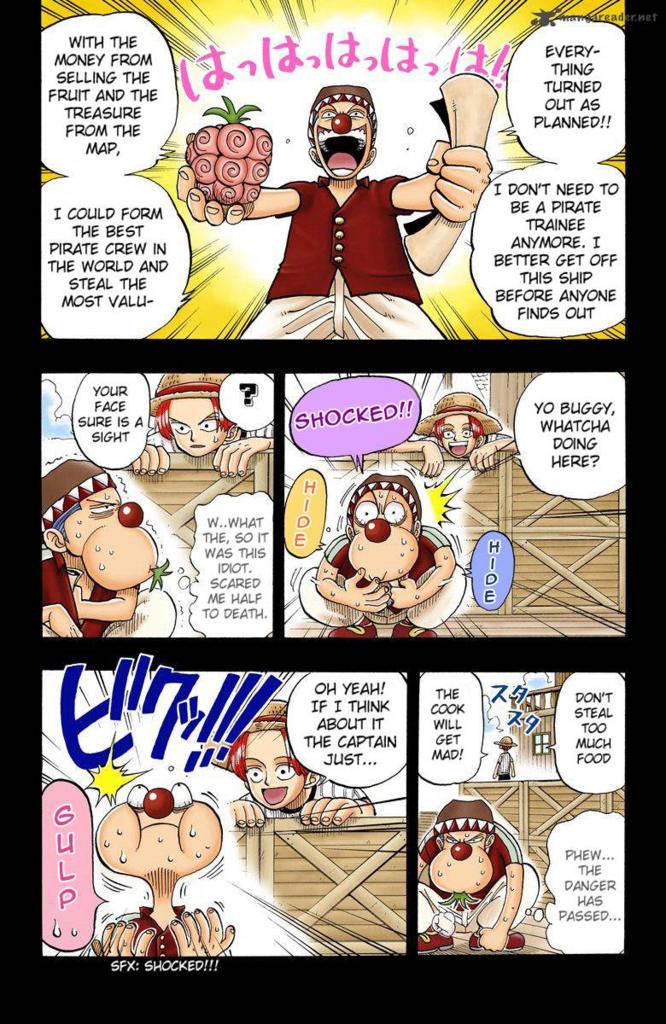 mangareader.net
EVERY-
THING
TURNED
OUT AS
PLANNED!!
I DON'T NEED TO
BE A PIRATE
TRAINEE
ANYMORE. I
BETTER GET OFF
THIS SHIP
BEFORE ANYONE
FINDS OUT
はっはっはっはっは!!
WITH THE
MONEY FROM
SELLING THE
FRUIT AND THE
TREASURE
FROM THE
MAP,
I COULD FORM
THE BEST
PIRATE CREW IN
THE WORLD AND
STEAL THE
MOST VALU-
YO BUGGY,
WHATCHA
DOING
HERE?
SHOCKED!!
HIDE
HIDE
?
YOUR
FACE
SURE IS A
SIGHT
W..WHAT
THE, SO IT
WAS THIS
IDIOT.
SCARED
ME HALF
TO DEATH.
DON'T
STEAL
TOO
MUCH
FOOD
スタスタ
THE
COOK
WILL
GET
MAD!
PHEW...
THE
DANGER
HAS
PASSED...
OH YEAH!
IF I THINK
ABOUT IT
THE CAPTAIN
JUST...
ビクッ!!!
GULP
SFX: SHOCKED!!!